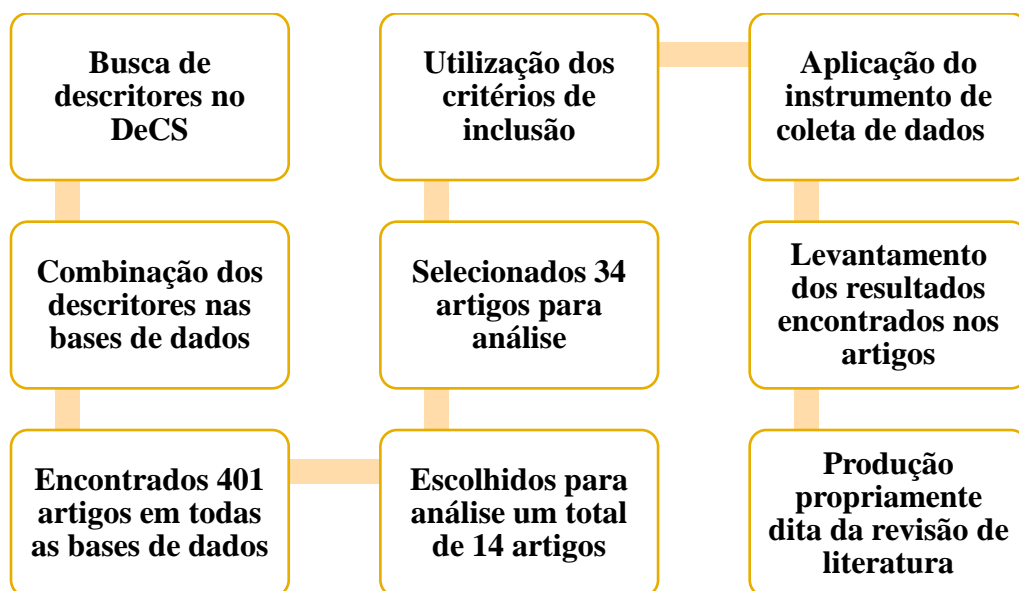 Busca de
descritores no
DeCS
Combinação dos
descritores nas
bases de dados
Encontrados 401
artigos em todas
as bases de dados
Escolhidos para
análise um total
de 14 artigos
Selecionados 34
artigos para
análise
Utilização dos
critérios de
inclusão
Aplicação do
instrumento de
coleta de dados
Levantamento
dos resultados
encontrados nos
artigos
Produção
propriamente
dita da revisão de
literatura